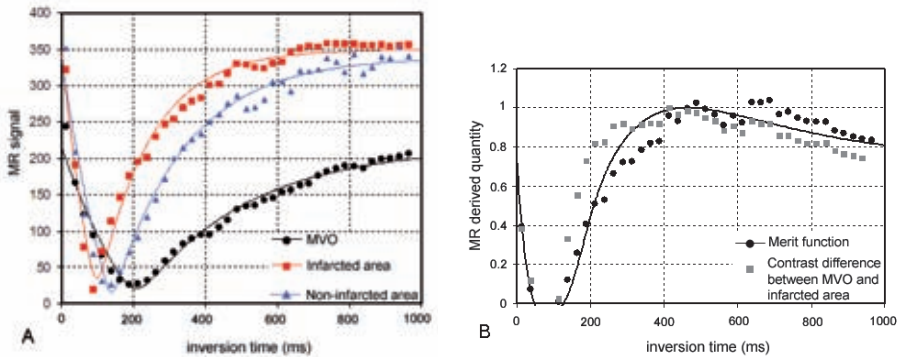 400
350
300
250
200
150
100
50
0
MR signal
MVO
Infarcted area
Non-infarcted area
0 200 400 600 800 1000
A
inversion time (ms)
1.2
1
0.8
0.6
0.4
0.2
0
MR derived quantity
Merit function
Contrast difference
between MVO and
infarcted area
0 200 400 600 800 1000
B
inversion time (ms)